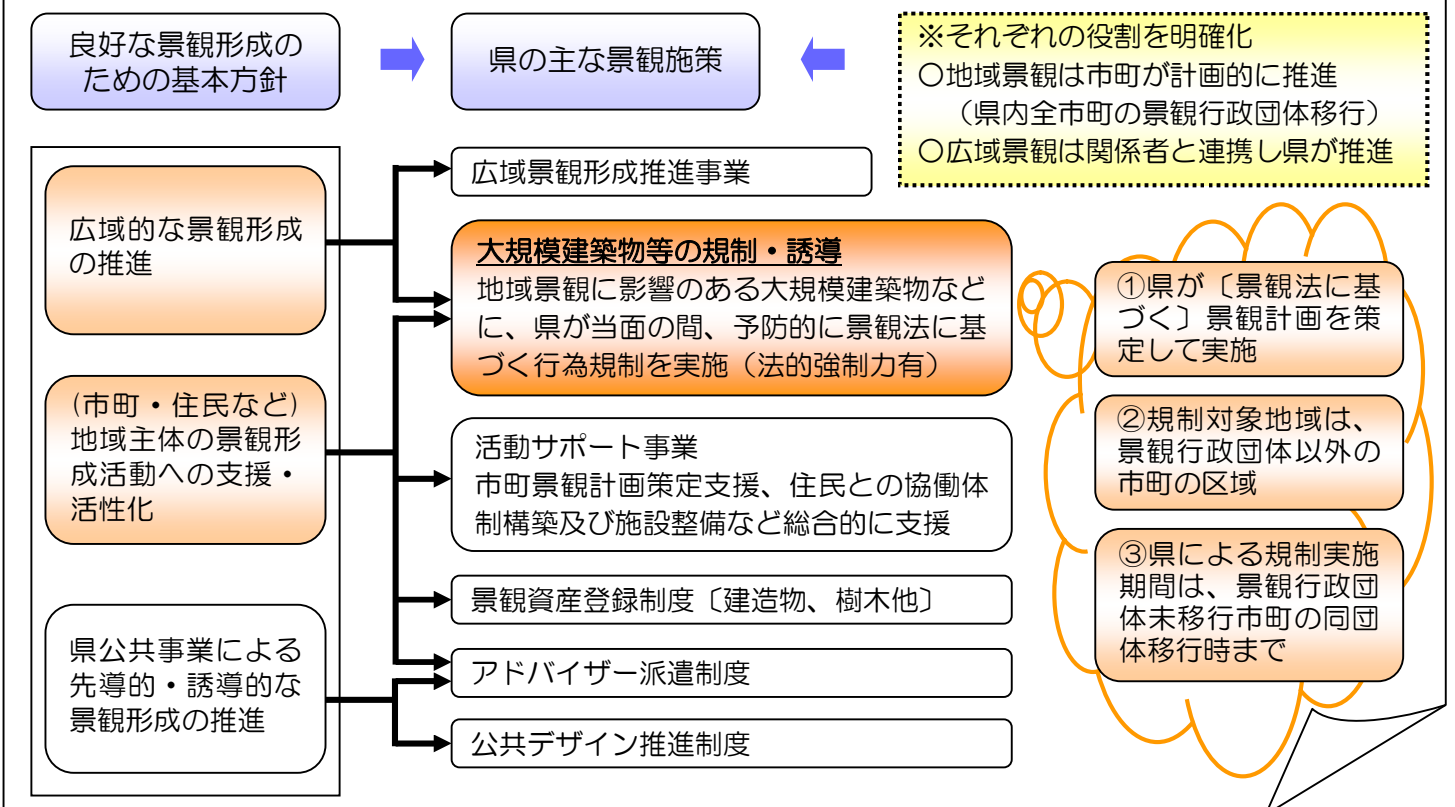 良好な景観形成の
ための基本方針
県の主な景観施策
※それぞれの役割を明確化
〇地域景観は市町が計画的に推進
（県内全市町の景観行政団体移行）
〇広域景観は関係者と連携し県が推進
広域的な景観形成
の推進
(市町・住民など)
地域主体の景観形
成活動への支援・
活性化
県公共事業による
先導的・誘導的な
景観形成の推進
広域景観形成推進事業
大規模建築物等の規制・誘導
地域景観に影響のある大規模建築物など
に、県が当面の間、予防的に景観法に基
づく行為規制を実施（法的強制力有）
活動サポート事業
市町景観計画策定支援、住民との協働体
制構築及び施設整備など総合的に支援
景観資産登録制度〔建造物、樹木他〕
アドバイザー派遣制度
公共デザイン推進制度
①県が〔景観法に基
づく〕景観計画を策
定して実施
②規制対象地域は、
景観行政団体以外の
市町の区域
③県による規制実施
期間は、景観行政団
体未移行市町の同団
体移行時まで